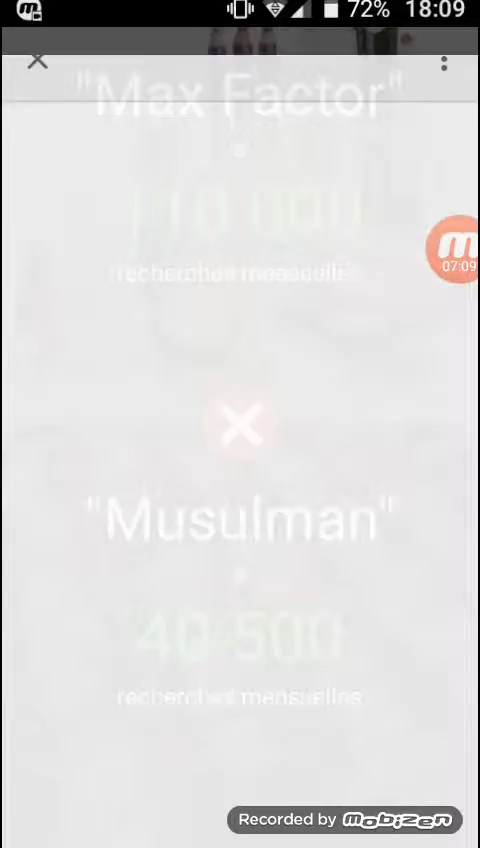 72% 18:09
"Max Factor"
110 000
recherches mensuelles
07:09
"Musulman"
40 500
recherches mensuelles
Recorded by mobizen